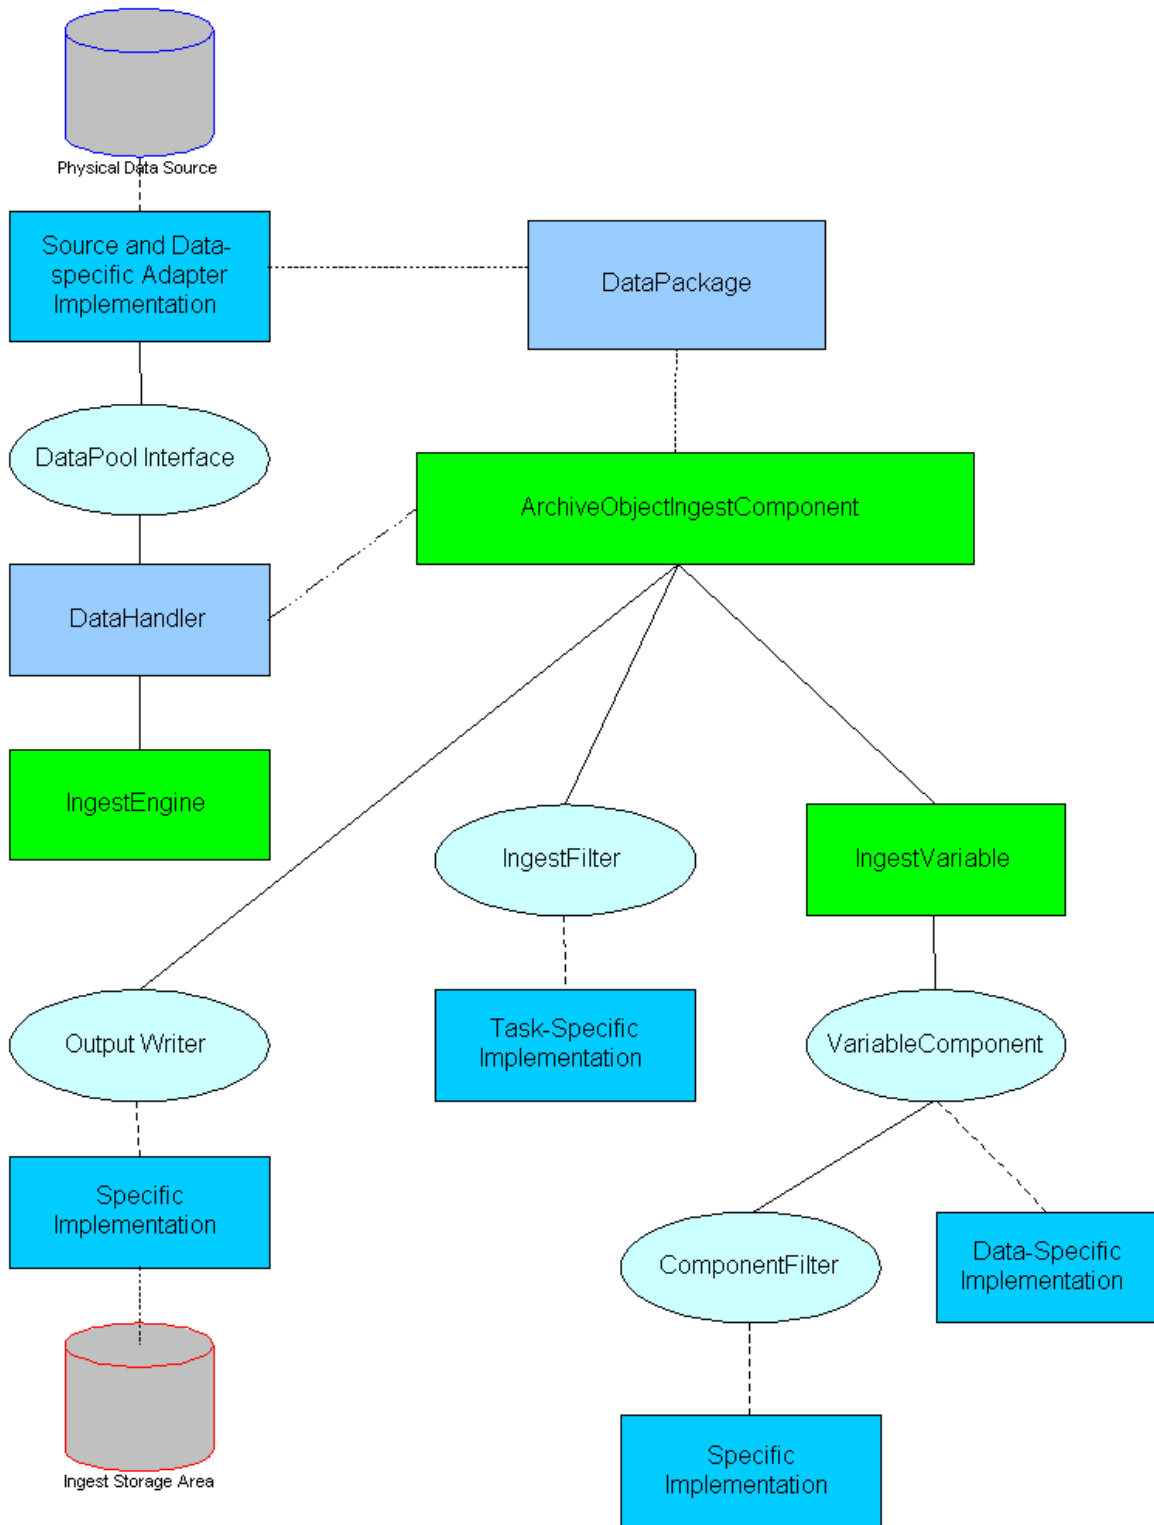 Physical Data Source
Source and Data-
specific Adapter
Implementation
DataPackage
DataPool Interface
ArchiveObjectIngestComponent
DataHandler
IngestEngine
IngestFilter
IngestVariable
Output Writer
Task-Specific
Implementation
VariableComponent
Specific
Implementation
ComponentFilter
Data-Specific
Implementation
Ingest Storage Area
Specific
Implementation